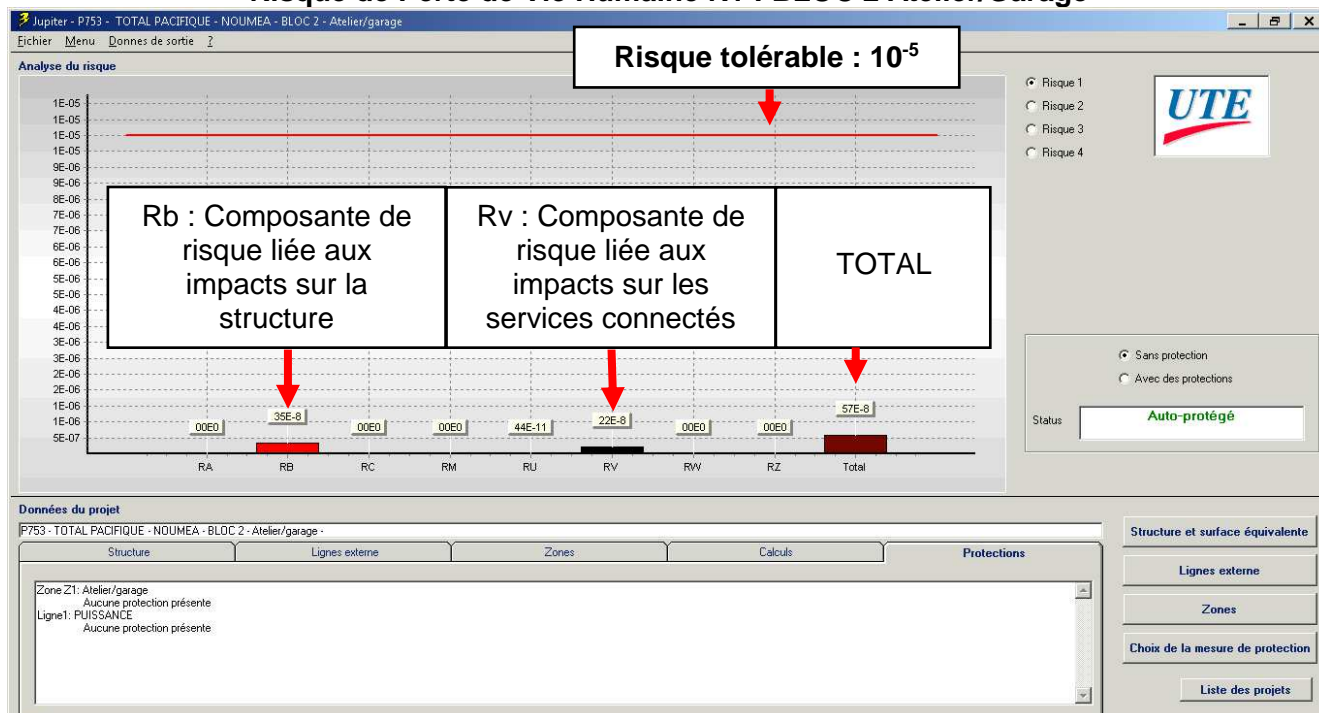 Risque de Perte de Vie Humaine R1 : BLOC 2 Atelier/Garage
Jupiter - P753 - TOTAL PACIFIQUE - NOUMEA - BLOC 2 - Atelier/garage
Fichier Menu Donnes de sortie ?
Analyse du risque
Risque tolérable : 10⁻⁵
Risque 1
Risque 2
Risque 3
Risque 4
UTE
1E-05
1E-05
1E-05
1E-05
9E-06
9E-06
8E-06
7E-06
7E-06
6E-06
6E-06
5E-06
5E-06
4E-06
4E-06
3E-06
3E-06
2E-06
2E-06
1E-06
1E-06
5E-07
Rb : Composante de
risque liée aux
impacts sur la
structure
Rv : Composante de
risque liée aux
impacts sur les
services connectés
TOTAL
00E0 35E-8 00E0 00E0 44E-11 22E-8 00E0 00E0 57E-8
RA RB RC RM RU RV RW RZ Total
Sans protection
Avec des protections
Status Auto-protégé
Données du projet
P753 - TOTAL PACIFIQUE - NOUMEA - BLOC 2 - Atelier/garage -
Structure Lignes externe Zones Calculs Protections
Zone Z1: Atelier/garage
Aucune protection présente
Ligne1: PUISSANCE
Aucune protection présente
Structure et surface équivalente
Lignes externe
Zones
Choix de la mesure de protection
Liste des projets